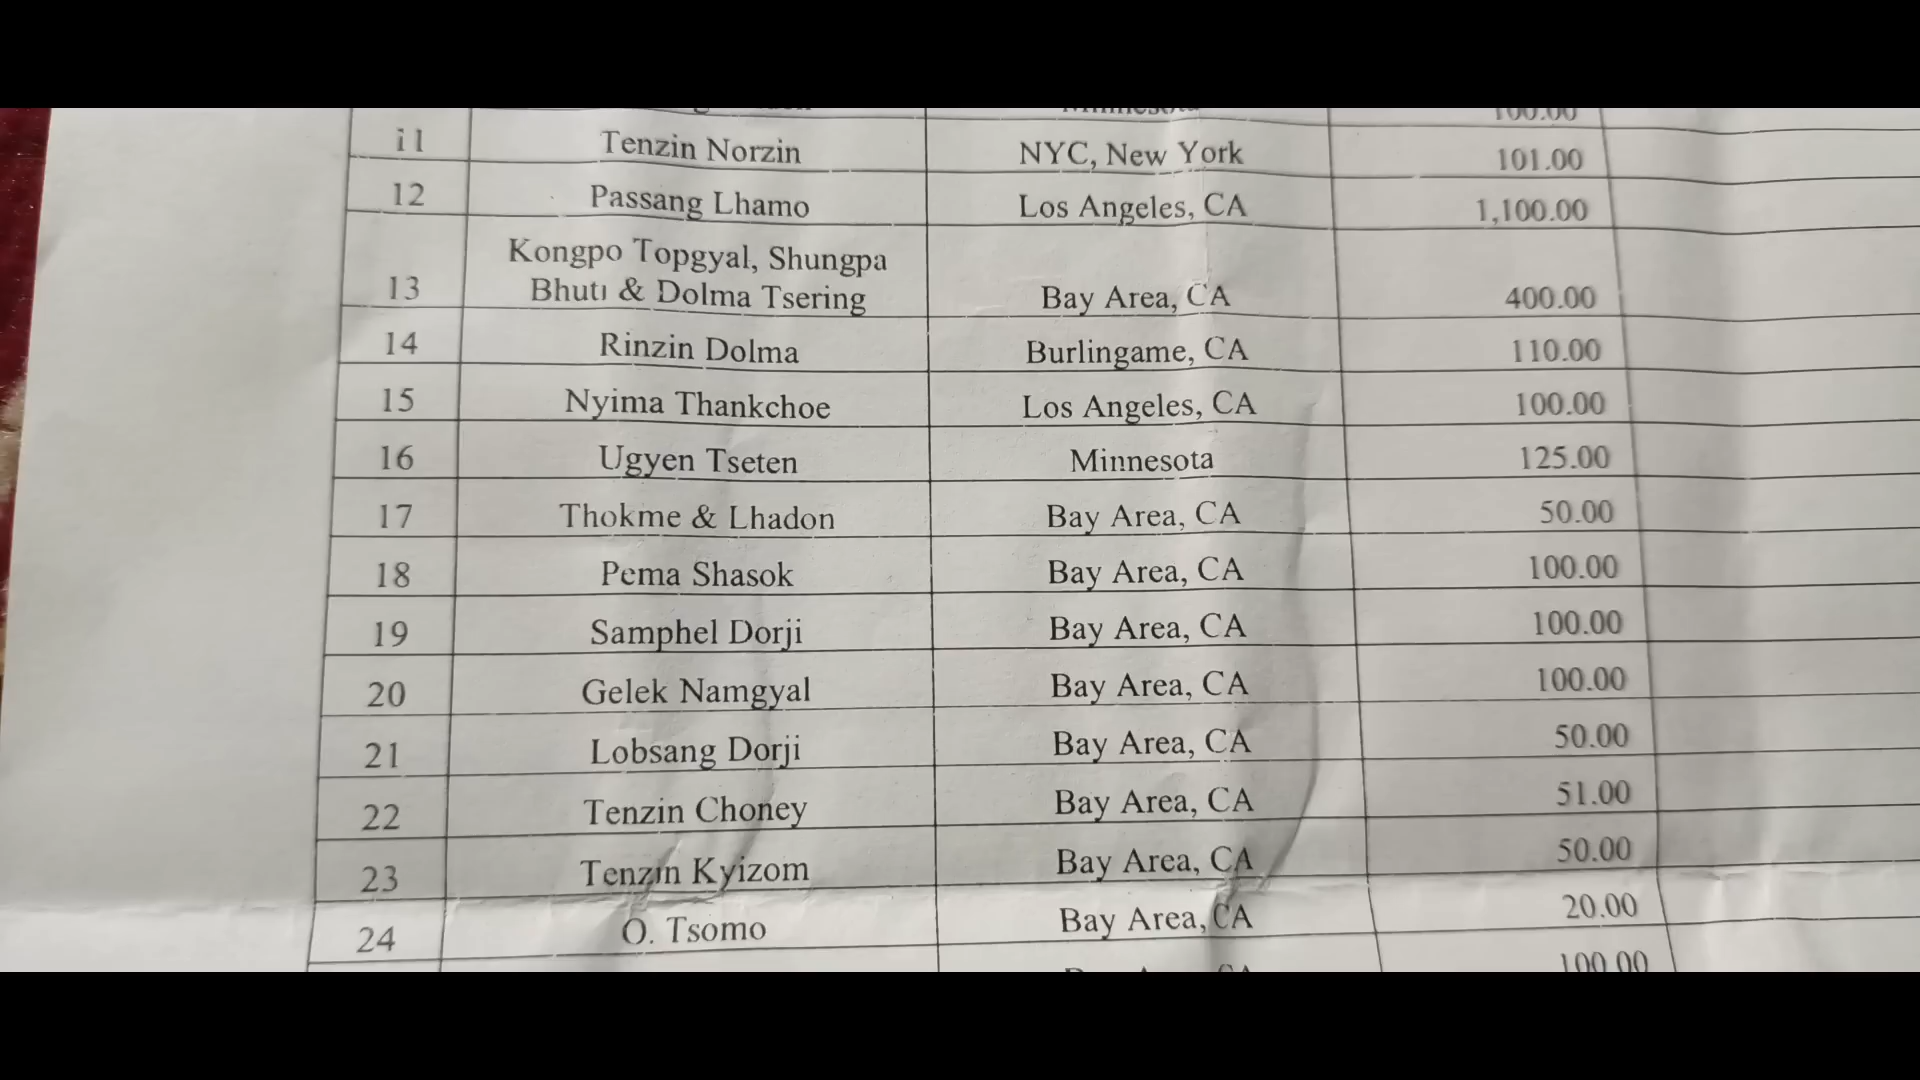 Minnesota 100.00
11 Tenzin Norzin NYC, New York 101.00
12 Passang Lhamo Los Angeles, CA 1,100.00
Kongpo Topgyal, Shungpa
13 Bhuti & Dolma Tsering Bay Area, CA 400.00
14 Rinzin Dolma Burlingame, CA 110.00
15 Nyima Thankchoe Los Angeles, CA 100.00
16 Ugyen Tseten Minnesota 125.00
17 Thokme & Lhadon Bay Area, CA 50.00
18 Pema Shasok Bay Area, CA 100.00
19 Samphel Dorji Bay Area, CA 100.00
20 Gelek Namgyal Bay Area, CA 100.00
21 Lobsang Dorji Bay Area, CA 50.00
22 Tenzin Choney Bay Area, CA 51.00
23 Tenzin Kyizom Bay Area, CA 50.00
24 O. Tsomo Bay Area, CA 20.00
100.00